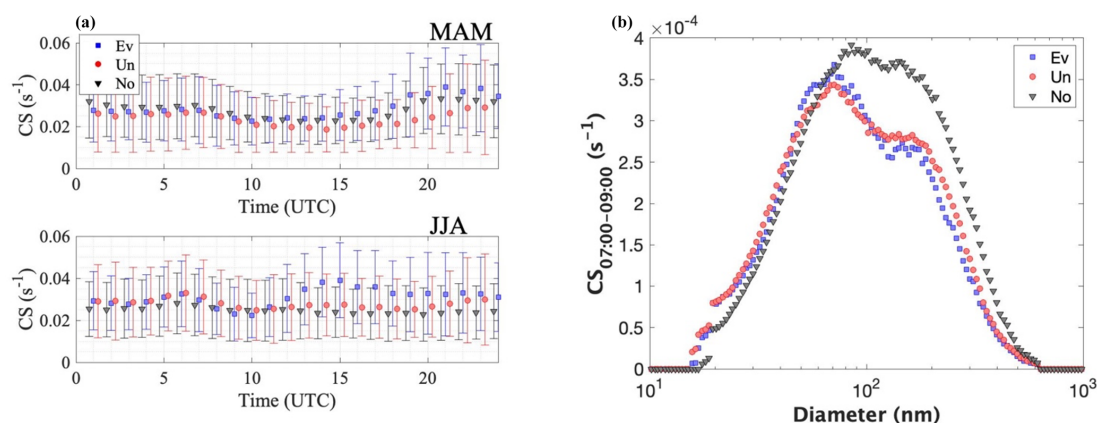 (a)
MAM
0.06
0.04
0.02
0
CS (s-1)
Ev
Un
No
0 5 10 15 20
Time (UTC)
JJA
0.06
0.04
0.02
0
CS (s-1)
0 5 10 15 20
Time (UTC)
(b)
×10-4
4
3.5
3
2.5
2
1.5
1
0.5
0
CS07:00−09:00 (s−1)
Ev
Un
No
101 102 103
Diameter (nm)